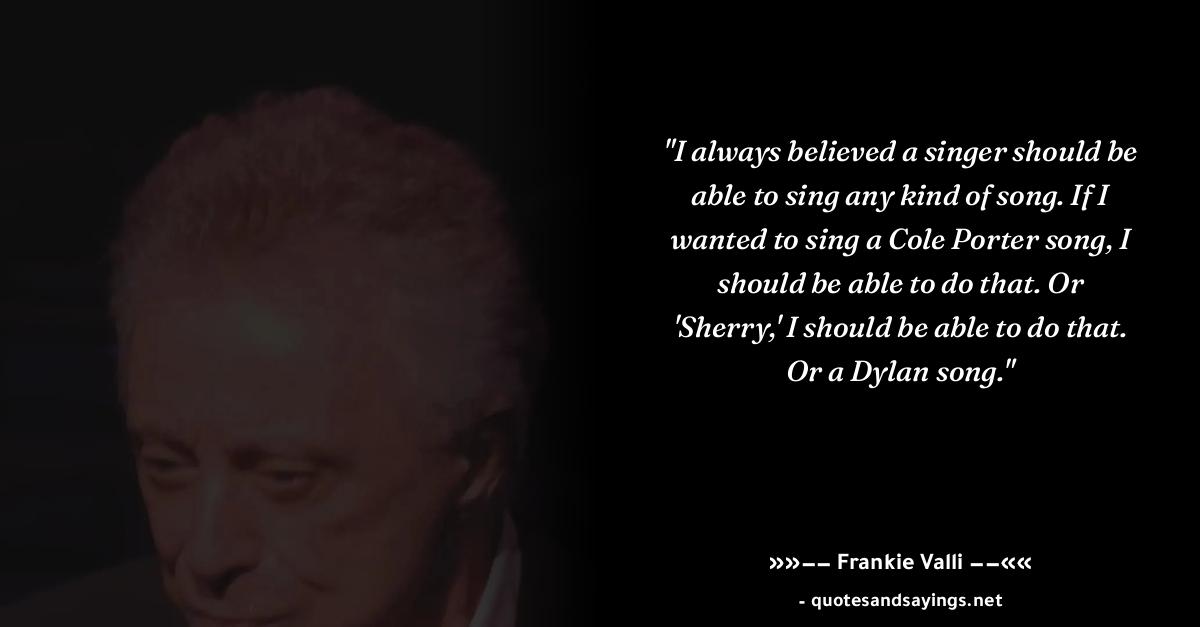 "I always believed a singer should be
able to sing any kind of song. If I
wanted to sing a Cole Porter song, I
should be able to do that. Or
'Sherry,' I should be able to do that.
Or a Dylan song."
»»–– Frankie Valli ––««
- quotesandsayings.net